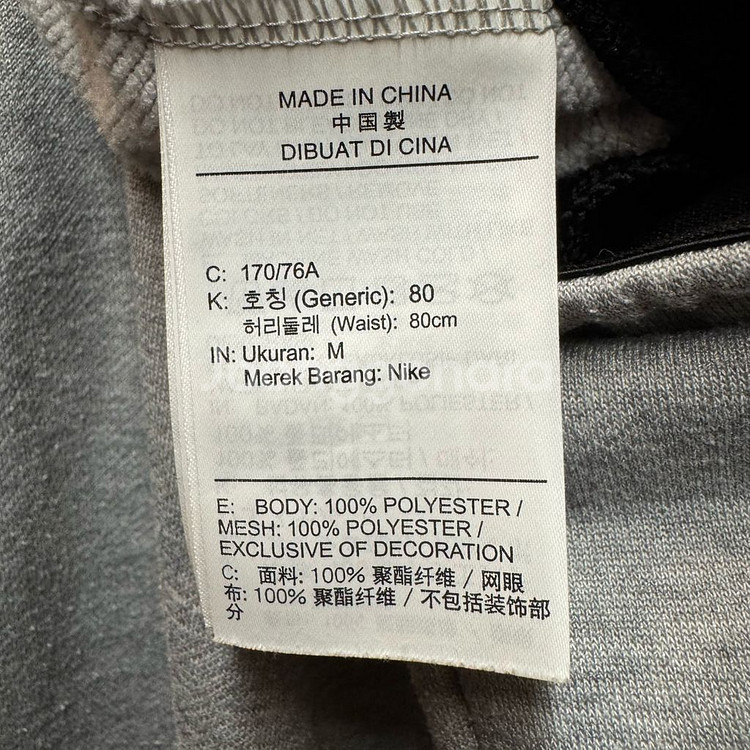 MADE IN CHINA
中国製
DIBUAT DI CINA
C: 170/76A
K: 호칭 (Generic): 80
허리둘레 (Waist): 80cm
IN: Ukuran: M
Merek Barang: Nike
E: BODY: 100% POLYESTER /
MESH: 100% POLYESTER /
EXCLUSIVE OF DECORATION
C: 面料: 100% 聚酯纤维 / 网眼
布: 100% 聚酯纤维 / 不包括装饰部
分